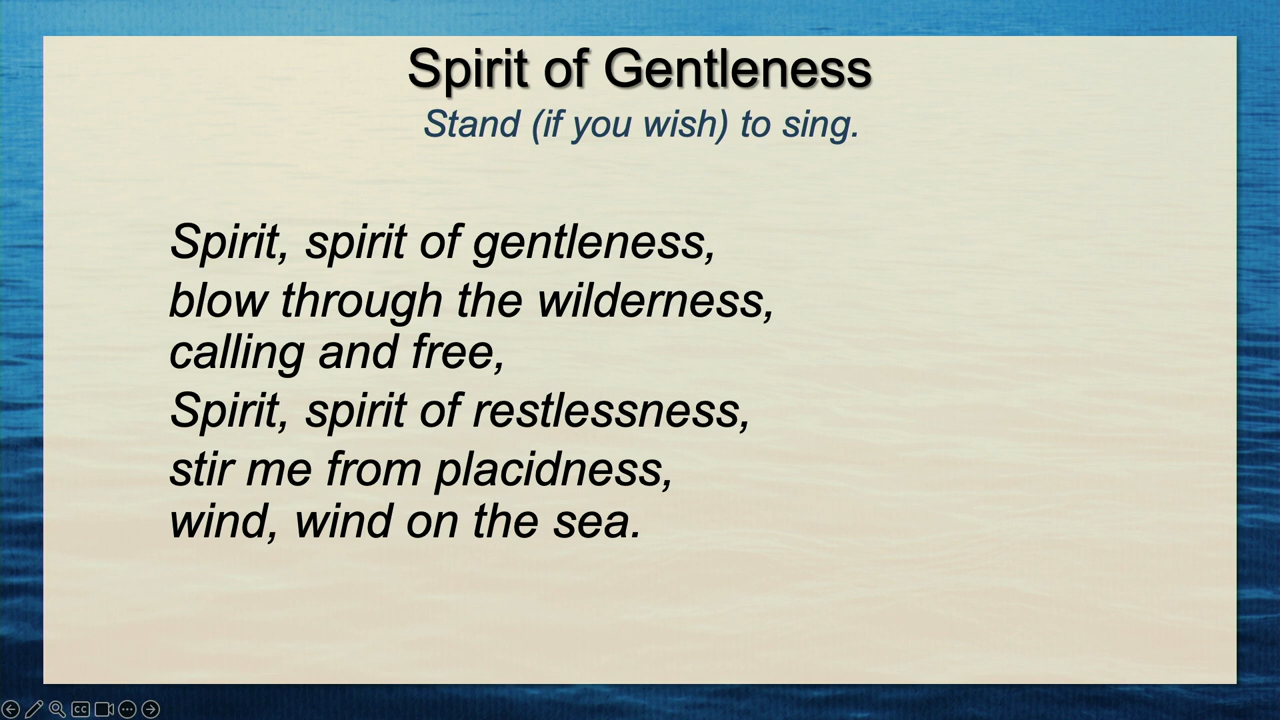 Spirit of Gentleness
Stand (if you wish) to sing.
Spirit, spirit of gentleness,
blow through the wilderness,
calling and free,
Spirit, spirit of restlessness,
stir me from placidness,
wind, wind on the sea.
CC